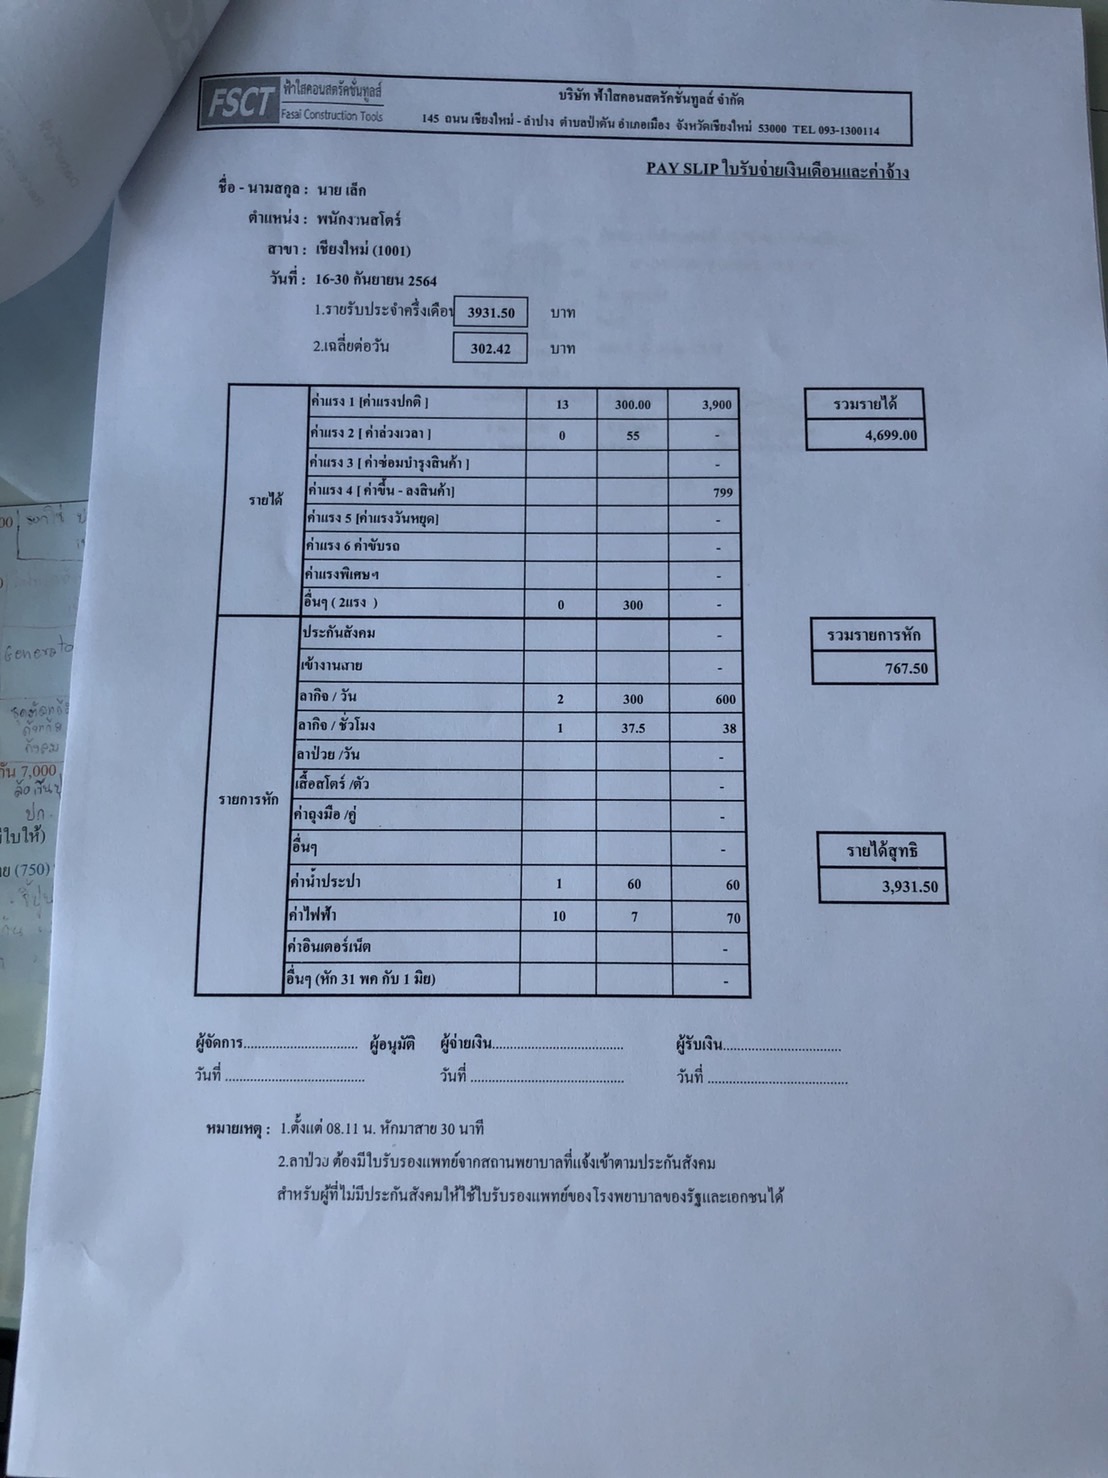 FSCT ฟ้าใสคอนสตรัคชั่นทูลส์
Fasai Construction Tools
บริษัท ฟ้าใสคอนสตรัคชั่นทูลส์ จำกัด
145 ถนน เชียงใหม่ - ลำปาง ตำบลป่าตัน อำเภอเมือง จังหวัดเชียงใหม่ 53000 TEL 093-1300114
PAY SLIP ใบรับจ่ายเงินเดือนและค่าจ้าง
ชื่อ - นามสกุล : นาย เล็ก
ตำแหน่ง : พนักงานสโตร์
สาขา : เชียงใหม่ (1001)
วันที่ : 16-30 กันยายน 2564
1.รายรับประจำครึ่งเดือน 3931.50 บาท
2.เฉลี่ยต่อวัน 302.42 บาท
รายได้
ค่าแรง 1 [ค่าแรงปกติ ] 13 300.00 3,900
ค่าแรง 2 [ ค่าล่วงเวลา ] 0 55 -
ค่าแรง 3 [ ค่าซ่อมบำรุงสินค้า ] -
ค่าแรง 4 [ ค่าขึ้น - ลงสินค้า] 799
ค่าแรง 5 [ค่าแรงวันหยุด] -
ค่าแรง 6 ค่าขับรถ -
ค่าแรงพิเศษฯ -
อื่นๆ ( 2แรง ) 0 300 -
รวมรายได้
4,699.00
รายการหัก
ประกันสังคม -
เข้างานสาย -
ลากิจ / วัน 2 300 600
ลากิจ / ชั่วโมง 1 37.5 38
ลาป่วย /วัน -
เสื้อสโตร์ /ตัว -
ค่าถุงมือ /คู่ -
อื่นๆ -
ค่าน้ำประปา 1 60 60
ค่าไฟฟ้า 10 7 70
ค่าอินเตอร์เน็ต -
อื่นๆ (หัก 31 พค กับ 1 มิย) -
รวมรายการหัก
767.50
รายได้สุทธิ
3,931.50
ผู้จัดการ.............................. ผู้อนุมัติ ผู้จ่ายเงิน.................................. ผู้รับเงิน..............................
วันที่ .................................... วันที่ ........................................ วันที่ ....................................
หมายเหตุ : 1.ตั้งแต่ 08.11 น. หักมาสาย 30 นาที
2.ลาป่วย ต้องมีใบรับรองแพทย์จากสถานพยาบาลที่แจ้งเข้าตามประกันสังคม
สำหรับผู้ที่ไม่มีประกันสังคมให้ใช้ใบรับรองแพทย์ของโรงพยาบาลของรัฐและเอกชนได้
Generato
กัน 7,000
ใบให้)
(750)